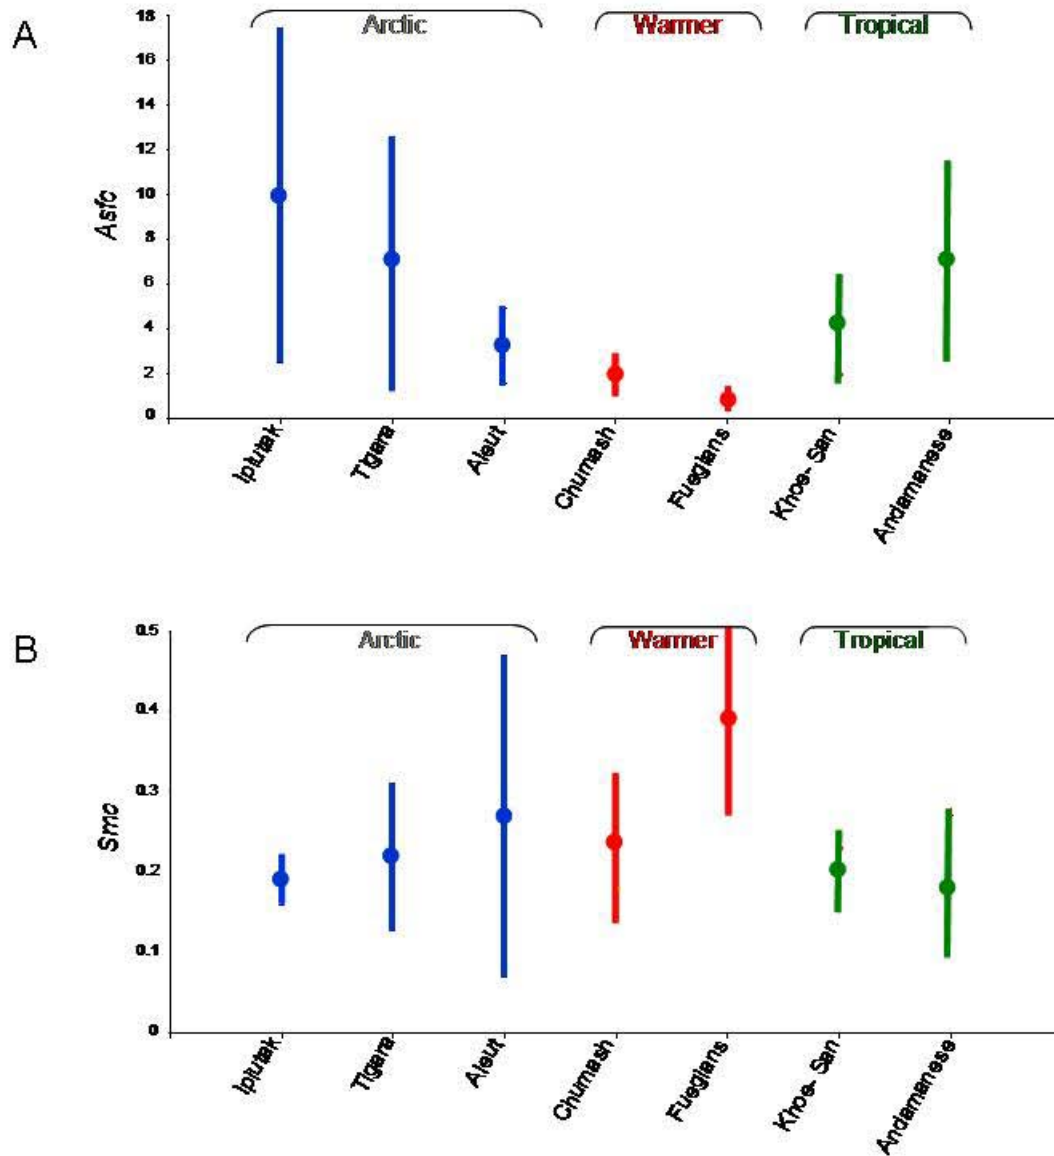 A
Arctic Warmer Tropical
18
16
14
12
10
8
6
4
2
0
Asfc
Ipiutak Tigara Aleut Chumash Fuegians Khoe- San Andamanese
B
Arctic Warmer Tropical
0.5
0.4
0.3
0.2
0.1
0
Smc
Ipiutak Tigara Aleut Chumash Fuegians Khoe- San Andamanese